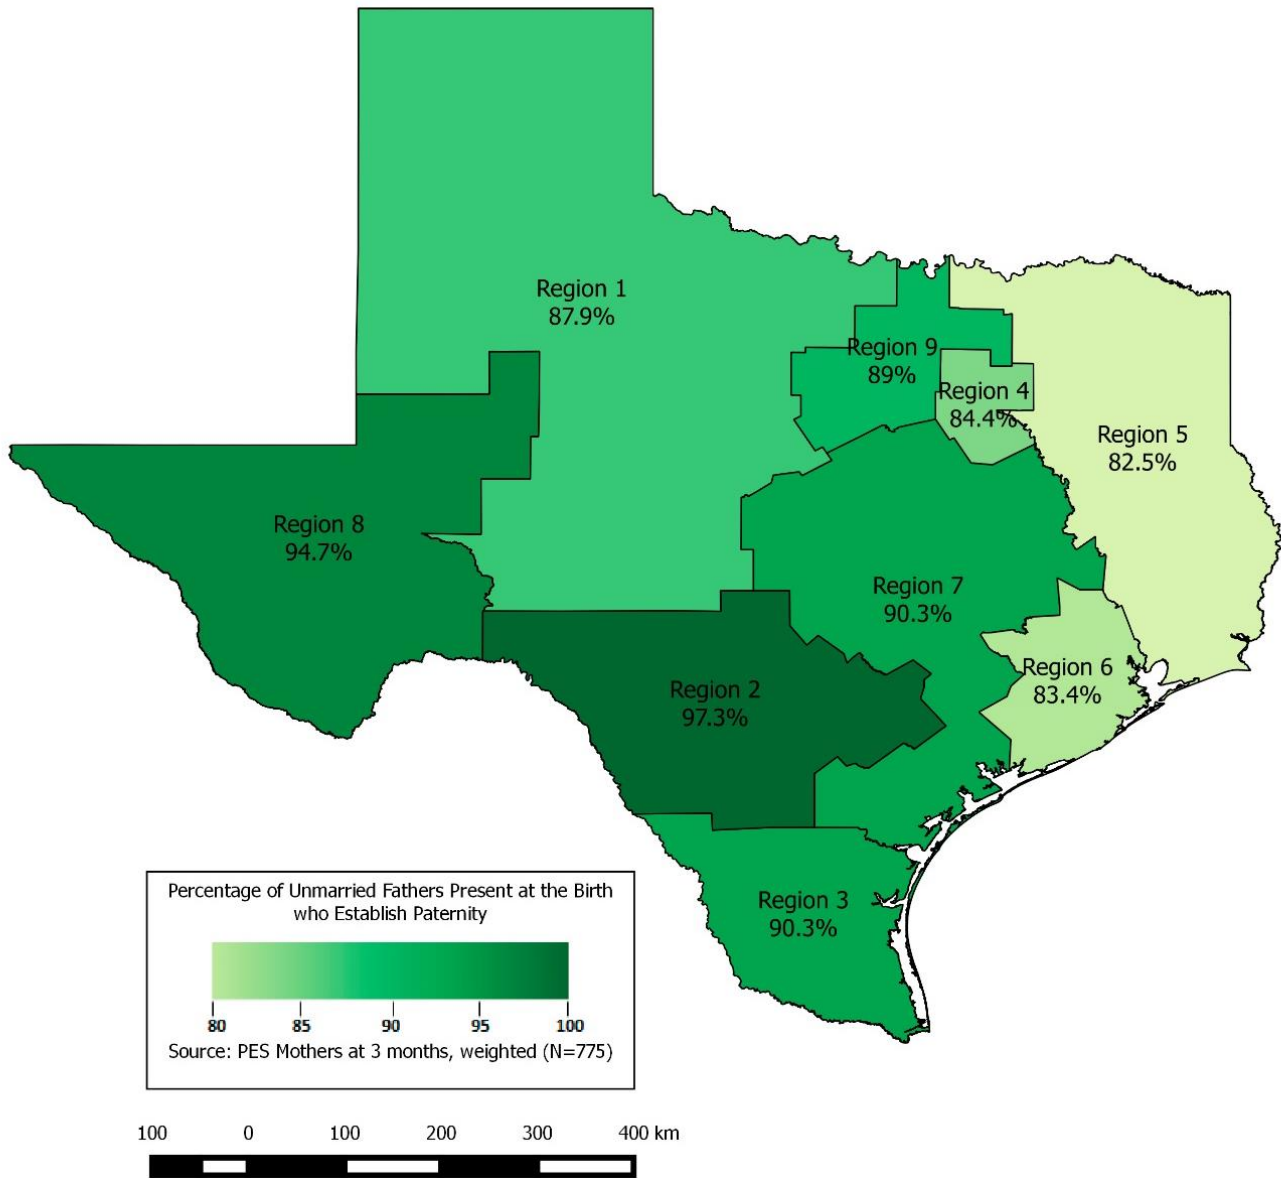 Region 1
87.9%
Region 9
89%
Region 4
84.4%
Region 5
82.5%
Region 8
94.7%
Region 7
90.3%
Region 6
83.4%
Region 2
97.3%
Region 3
90.3%
Percentage of Unmarried Fathers Present at the Birth
who Establish Paternity
80 85 90 95 100
Source: PES Mothers at 3 months, weighted (N=775)
100 0 100 200 300 400 km